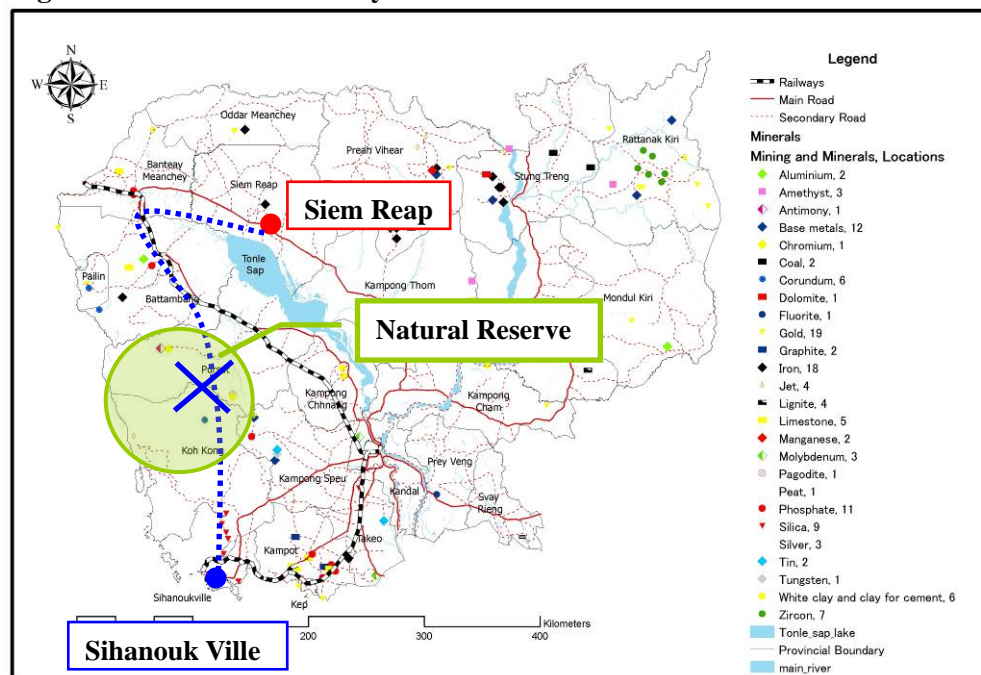 N
W E
S
Oddar Meanchey
Banteay
Meanchey
Siem Reap
Preah Vihear
Stung Treng
Rattanak Kiri
Siem Reap
Tonle
Sap
Pailin
Battambang
Kampong Thom
Mondul Kiri
Natural Reserve
Pursat
Kampong
Chhnang
Kampong
Cham
Koh Kong
Kampong Speu
Prey Veng
Kandal
Svay
Rieng
Takeo
Kampot
Sihanoukville
Kep
200 300 400 Kilometers
Sihanouk Ville
Legend
Railways
Main Road
Secondary Road
Minerals
Mining and Minerals, Locations
Aluminium, 2
Amethyst, 3
Antimony, 1
Base metals, 12
Chromium, 1
Coal, 2
Corundum, 6
Dolomite, 1
Fluorite, 1
Gold, 19
Graphite, 2
Iron, 18
Jet, 4
Lignite, 4
Limestone, 5
Manganese, 2
Molybdenum, 3
Pagodite, 1
Peat, 1
Phosphate, 11
Silica, 9
Silver, 3
Tin, 2
Tungsten, 1
White clay and clay for cement, 6
Zircon, 7
Tonle_sap_lake
Provincial Boundary
main_river